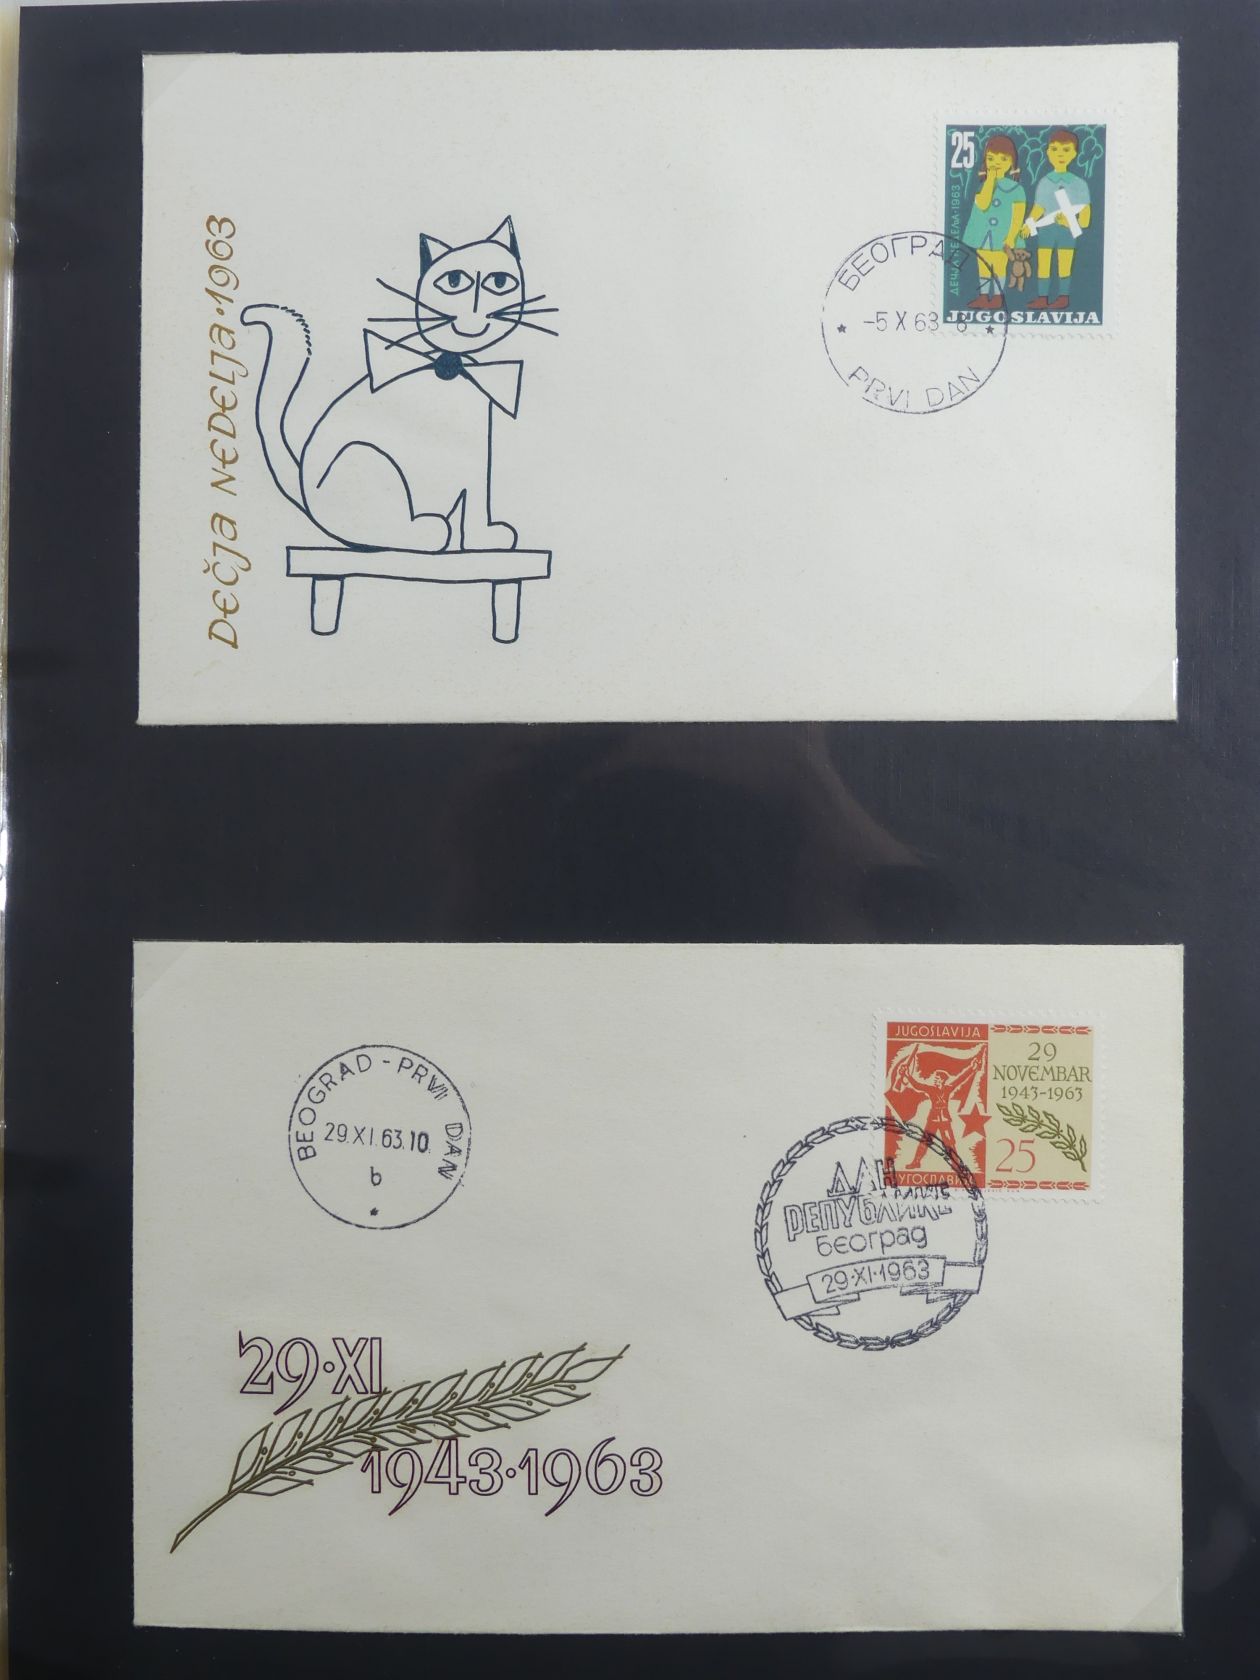 DEČJA NEDELJA·1963
25
ДЕЧЈА НЕДЕЉА·1963
JUGOSLAVIJA
БЕОГРАД
-5 X 63 8
PRVI DAN
BEOGRAD - PRVI DAN
29.XI.63.10
b
JUGOSLAVIJA
29
NOVEMBAR
1943-1963
25
ЈУГОСЛАВИЈА
ДАН
РЕПУБЛИКЕ
београд
29·XI·1963
29·XI
1943·1963